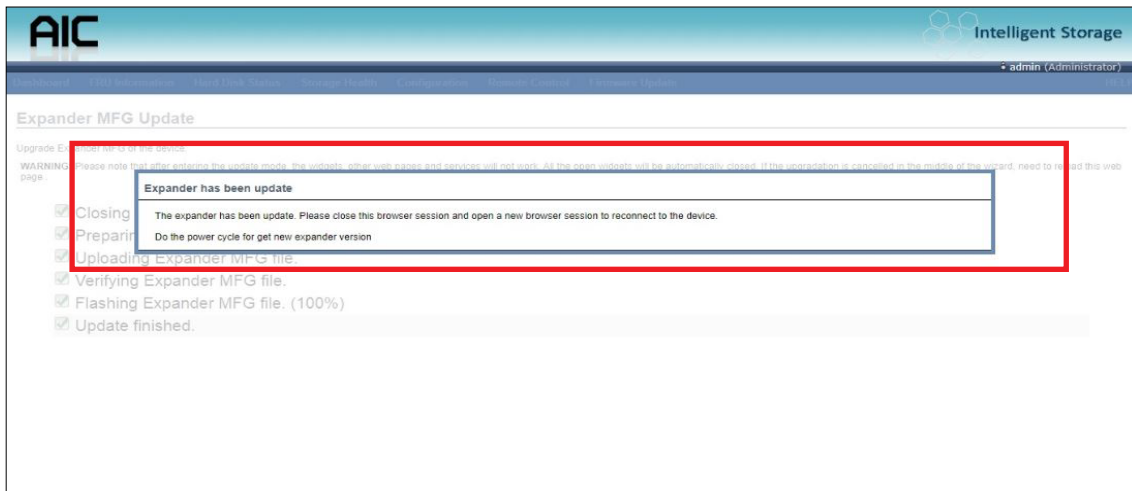 AIC
Intelligent Storage
admin (Administrator)
Dashboard FRU Information Hard Disk Status Storage Health Configuration Remote Control Firmware Update
Expander MFG Update
Upgrade Expander MFG of the device.
WARNING: Please note that after entering the update mode, the widgets, other web pages and services will not work. All the open widgets will be automatically closed. If the upgradation is cancelled in the middle of the wizard, need to reload this web
page.
Expander has been update
The expander has been update. Please close this browser session and open a new browser session to reconnect to the device.
Do the power cycle for get new expander version
Closing
Preparin
Uploading Expander MFG file.
Verifying Expander MFG file.
Flashing Expander MFG file. (100%)
Update finished.